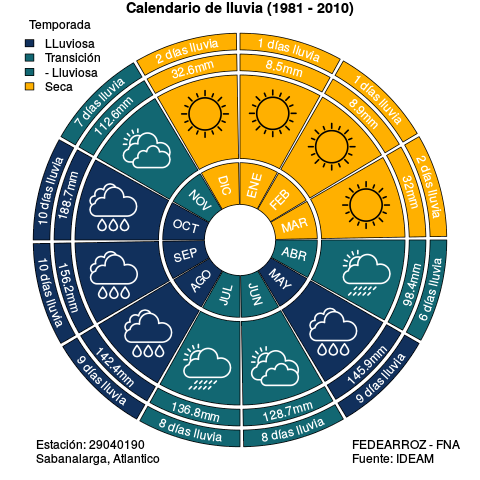 Calendario de lluvia (1981 - 2010)
Temporada
LLuviosa
Transición
- Lluviosa
Seca
1 días lluvia
8.5mm
ENE
1 días lluvia
8.9mm
FEB
2 días lluvia
32mm
MAR
6 días lluvia
98.4mm
ABR
9 días lluvia
145.9mm
MAY
8 días lluvia
128.7mm
JUN
8 días lluvia
136.8mm
JUL
9 días lluvia
142.4mm
AGO
10 días lluvia
156.2mm
SEP
10 días lluvia
188.7mm
OCT
7 días lluvia
112.6mm
NOV
2 días lluvia
32.6mm
DIC
Estación: 29040190
Sabanalarga, Atlantico
FEDEARROZ - FNA
Fuente: IDEAM